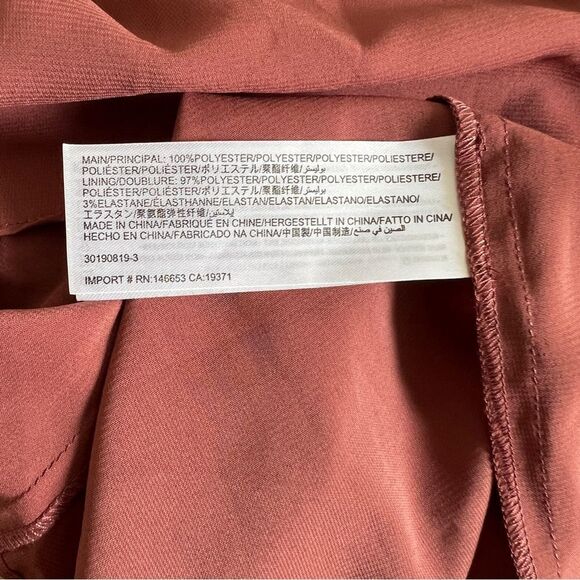 MAIN/PRINCIPAL: 100%POLYESTER/POLYESTER/POLYESTER/POLIESTERE/
POLIÉSTER/POLIÉSTER/ポリエステル/聚酯纤维/بوليستر/
LINING/DOUBLURE: 97%POLYESTER/POLYESTER/POLYESTER/POLIESTERE/
POLIÉSTER/POLIÉSTER/ポリエステル/聚酯纤维/بوليستر/
3%ELASTANE/ÉLASTHANNE/ELASTAN/ELASTAN/ELASTANO/ELASTANO/
エラスタン/聚氨酯弹性纤维/إيلاستين/
MADE IN CHINA/FABRIQUÉ EN CHINE/HERGESTELLT IN CHINA/FATTO IN CINA/
HECHO EN CHINA/FABRICADO NA CHINA/中国製/中国制造/الصين في صنع/
30190819-3
IMPORT # RN:146653 CA:19371